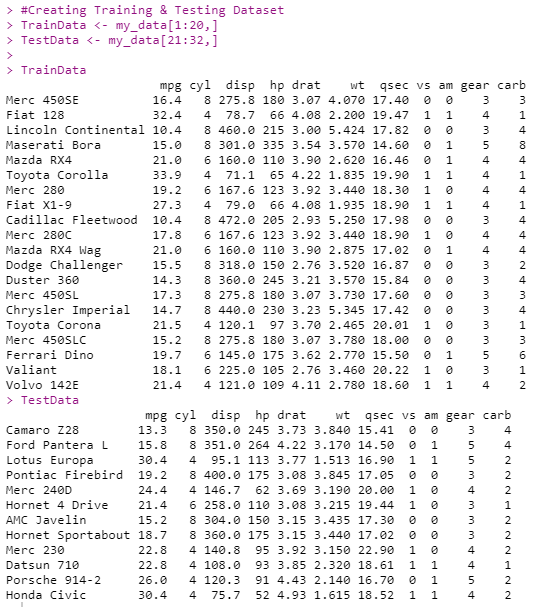 > #Creating Training & Testing Dataset
> TrainData <- my_data[1:20,]
> TestData <- my_data[21:32,]
>
> TrainData
mpg cyl disp hp drat wt qsec vs am gear carb
Merc 450SE 16.4 8 275.8 180 3.07 4.070 17.40 0 0 3 3
Fiat 128 32.4 4 78.7 66 4.08 2.200 19.47 1 1 4 1
Lincoln Continental 10.4 8 460.0 215 3.00 5.424 17.82 0 0 3 4
Maserati Bora 15.0 8 301.0 335 3.54 3.570 14.60 0 1 5 8
Mazda RX4 21.0 6 160.0 110 3.90 2.620 16.46 0 1 4 4
Toyota Corolla 33.9 4 71.1 65 4.22 1.835 19.90 1 1 4 1
Merc 280 19.2 6 167.6 123 3.92 3.440 18.30 1 0 4 4
Fiat X1-9 27.3 4 79.0 66 4.08 1.935 18.90 1 1 4 1
Cadillac Fleetwood 10.4 8 472.0 205 2.93 5.250 17.98 0 0 3 4
Merc 280C 17.8 6 167.6 123 3.92 3.440 18.90 1 0 4 4
Mazda RX4 Wag 21.0 6 160.0 110 3.90 2.875 17.02 0 1 4 4
Dodge Challenger 15.5 8 318.0 150 2.76 3.520 16.87 0 0 3 2
Duster 360 14.3 8 360.0 245 3.21 3.570 15.84 0 0 3 4
Merc 450SL 17.3 8 275.8 180 3.07 3.730 17.60 0 0 3 3
Chrysler Imperial 14.7 8 440.0 230 3.23 5.345 17.42 0 0 3 4
Toyota Corona 21.5 4 120.1 97 3.70 2.465 20.01 1 0 3 1
Merc 450SLC 15.2 8 275.8 180 3.07 3.780 18.00 0 0 3 3
Ferrari Dino 19.7 6 145.0 175 3.62 2.770 15.50 0 1 5 6
Valiant 18.1 6 225.0 105 2.76 3.460 20.22 1 0 3 1
Volvo 142E 21.4 4 121.0 109 4.11 2.780 18.60 1 1 4 2
> TestData
mpg cyl disp hp drat wt qsec vs am gear carb
Camaro Z28 13.3 8 350.0 245 3.73 3.840 15.41 0 0 3 4
Ford Pantera L 15.8 8 351.0 264 4.22 3.170 14.50 0 1 5 4
Lotus Europa 30.4 4 95.1 113 3.77 1.513 16.90 1 1 5 2
Pontiac Firebird 19.2 8 400.0 175 3.08 3.845 17.05 0 0 3 2
Merc 240D 24.4 4 146.7 62 3.69 3.190 20.00 1 0 4 2
Hornet 4 Drive 21.4 6 258.0 110 3.08 3.215 19.44 1 0 3 1
AMC Javelin 15.2 8 304.0 150 3.15 3.435 17.30 0 0 3 2
Hornet Sportabout 18.7 8 360.0 175 3.15 3.440 17.02 0 0 3 2
Merc 230 22.8 4 140.8 95 3.92 3.150 22.90 1 0 4 2
Datsun 710 22.8 4 108.0 93 3.85 2.320 18.61 1 1 4 1
Porsche 914-2 26.0 4 120.3 91 4.43 2.140 16.70 0 1 5 2
Honda Civic 30.4 4 75.7 52 4.93 1.615 18.52 1 1 4 2